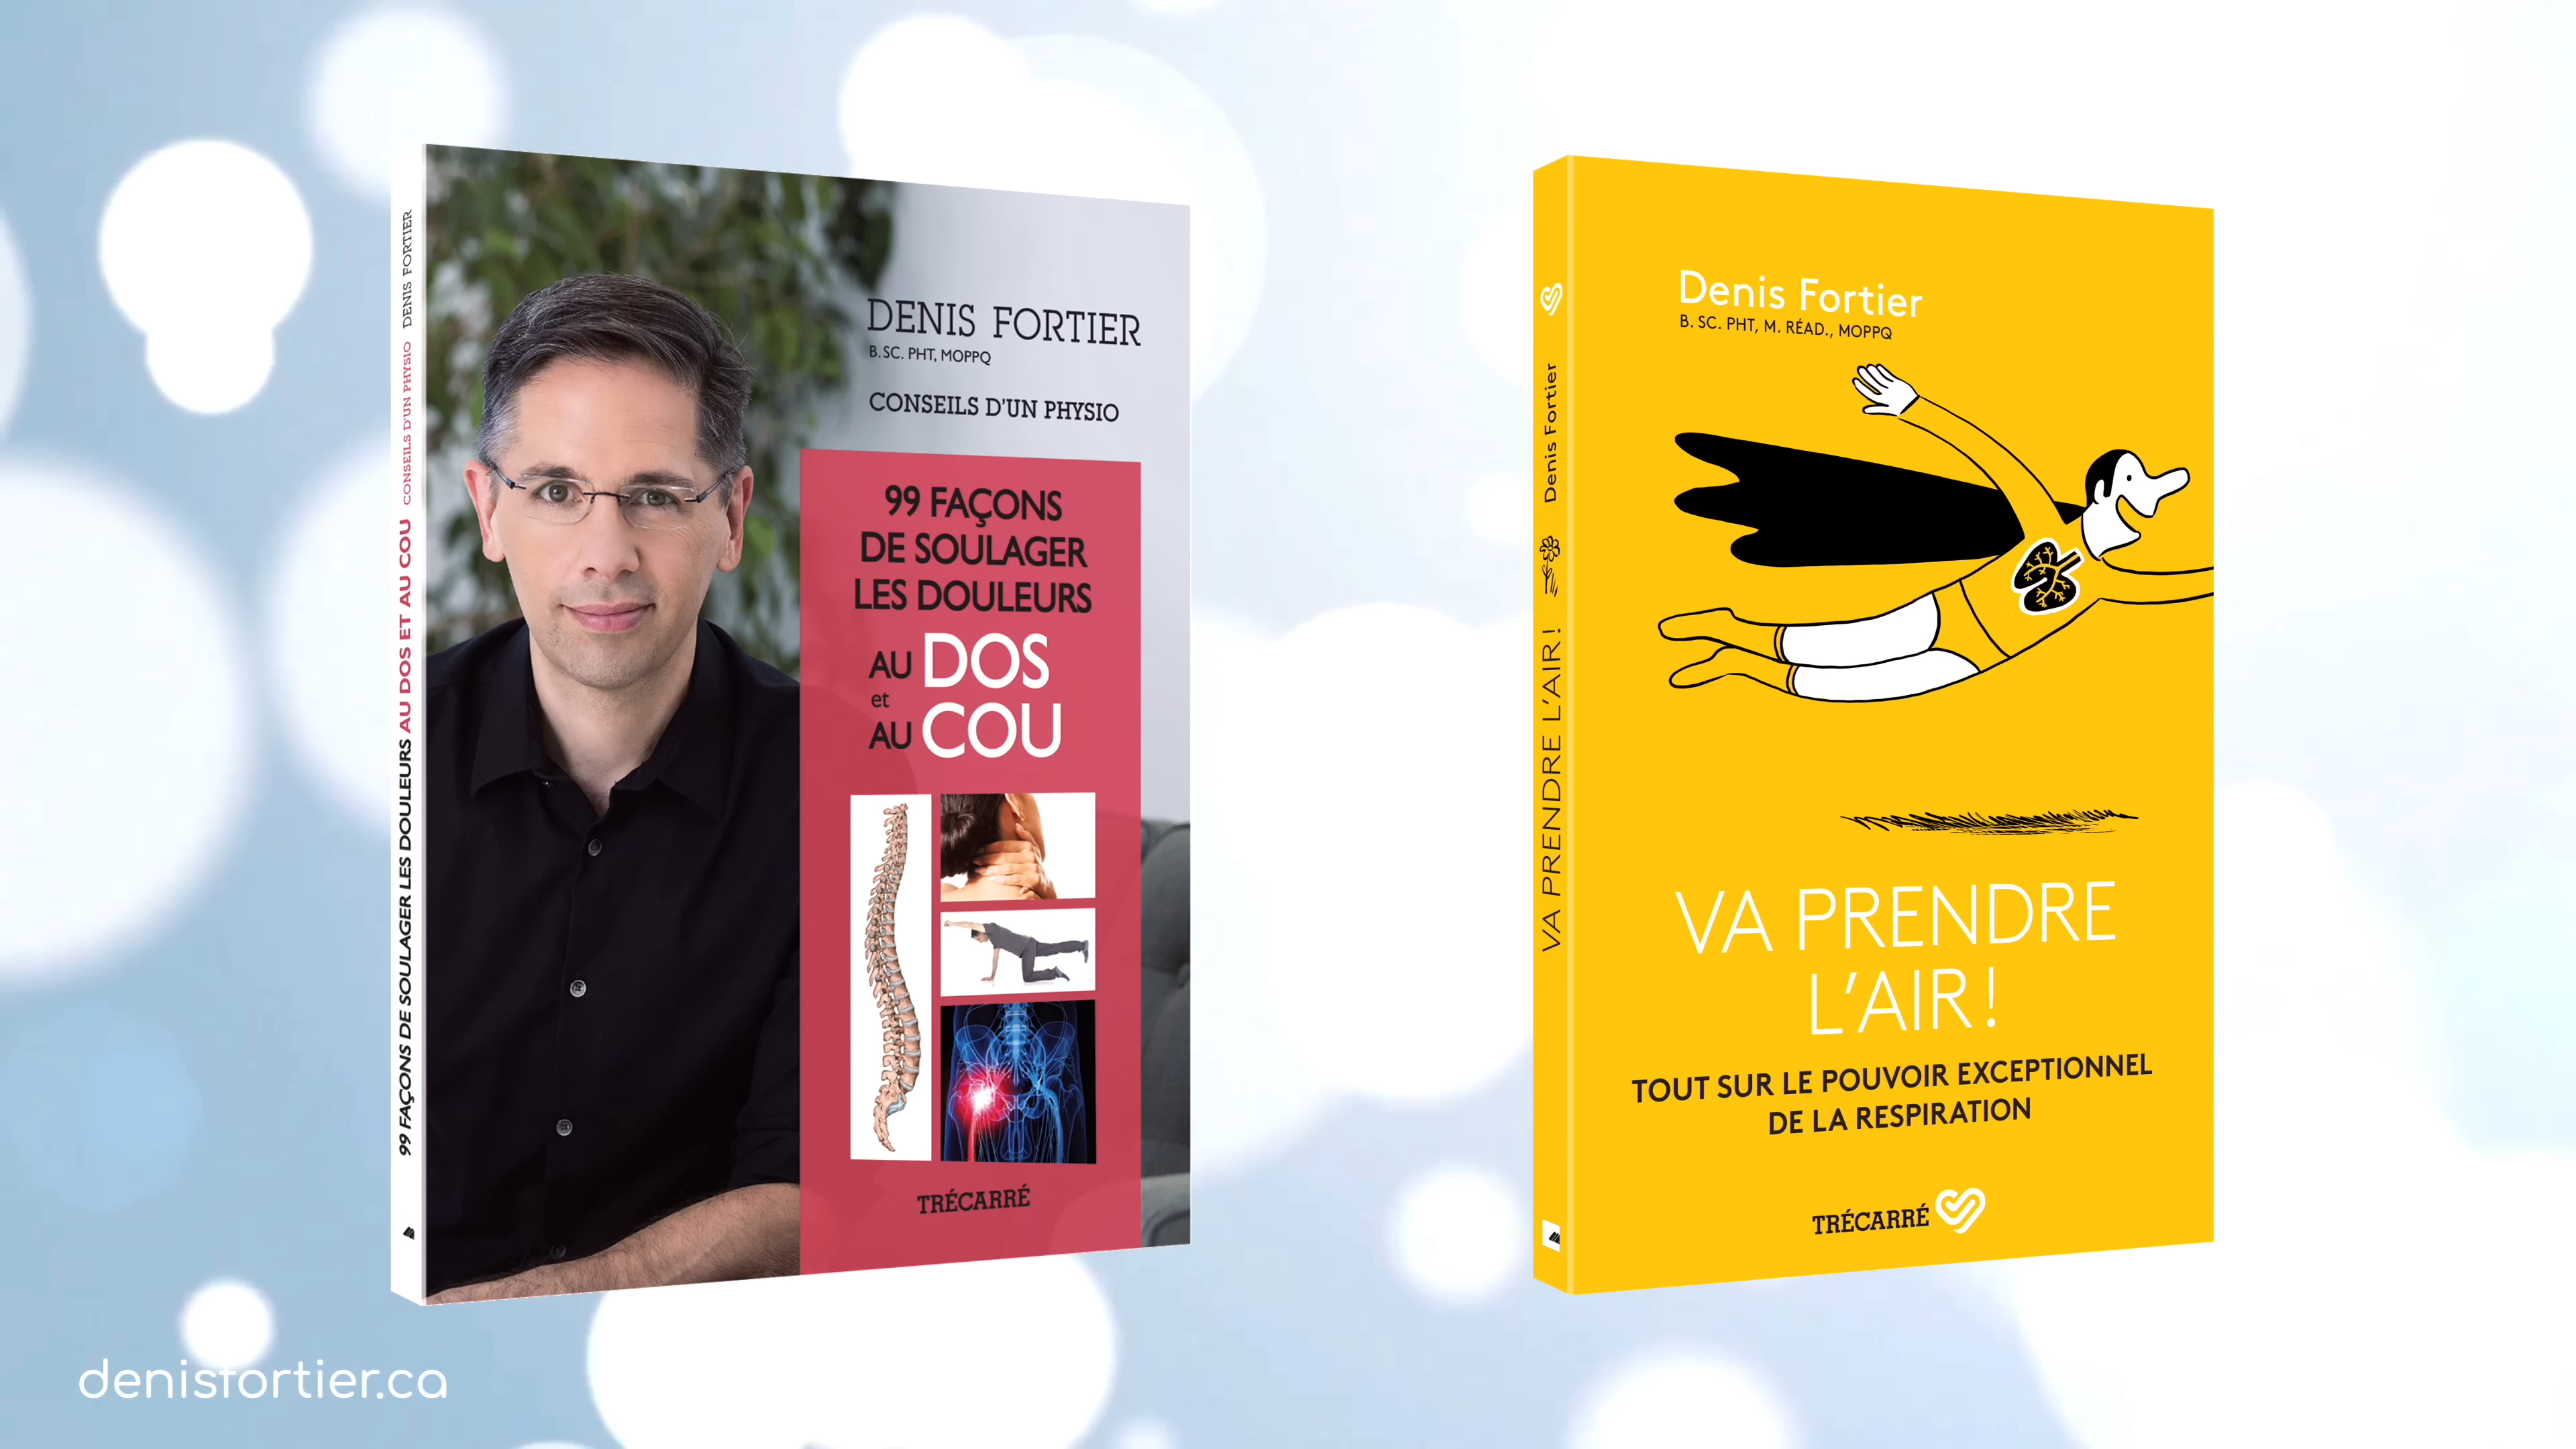 99 FAÇONS DE SOULAGER LES DOULEURS AU DOS ET AU COU CONSEILS D'UN PHYSIO DENIS FORTIER
DENIS FORTIER
B. SC. PHT, MOPPQ
CONSEILS D'UN PHYSIO
99 FAÇONS
DE SOULAGER
LES DOULEURS
AU DOS
et
AU COU
TRÉCARRÉ
VA PRENDRE L'AIR ! Denis Fortier
Denis Fortier
B. SC. PHT, M. RÉAD., MOPPQ
VA PRENDRE
L'AIR !
TOUT SUR LE POUVOIR EXCEPTIONNEL
DE LA RESPIRATION
TRÉCARRÉ
denisfortier.ca